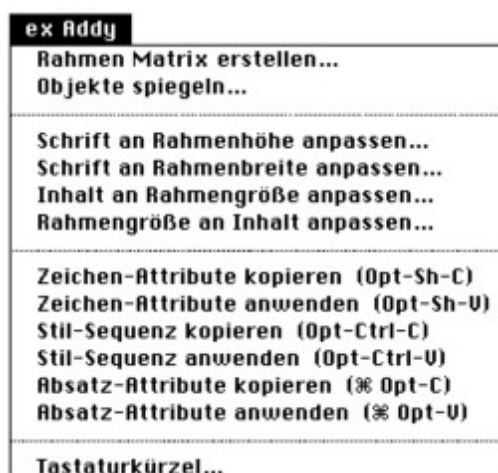 ex Addy
Rahmen Matrix erstellen...
Objekte spiegeln...
Schrift an Rahmenhöhe anpassen...
Schrift an Rahmenbreite anpassen...
Inhalt an Rahmengröße anpassen...
Rahmengröße an Inhalt anpassen...
Zeichen-Attribute kopieren (Opt-Sh-C)
Zeichen-Attribute anwenden (Opt-Sh-V)
Stil-Sequenz kopieren (Opt-Ctrl-C)
Stil-Sequenz anwenden (Opt-Ctrl-V)
Absatz-Attribute kopieren (⌘ Opt-C)
Absatz-Attribute anwenden (⌘ Opt-V)
Tastaturkürzel...